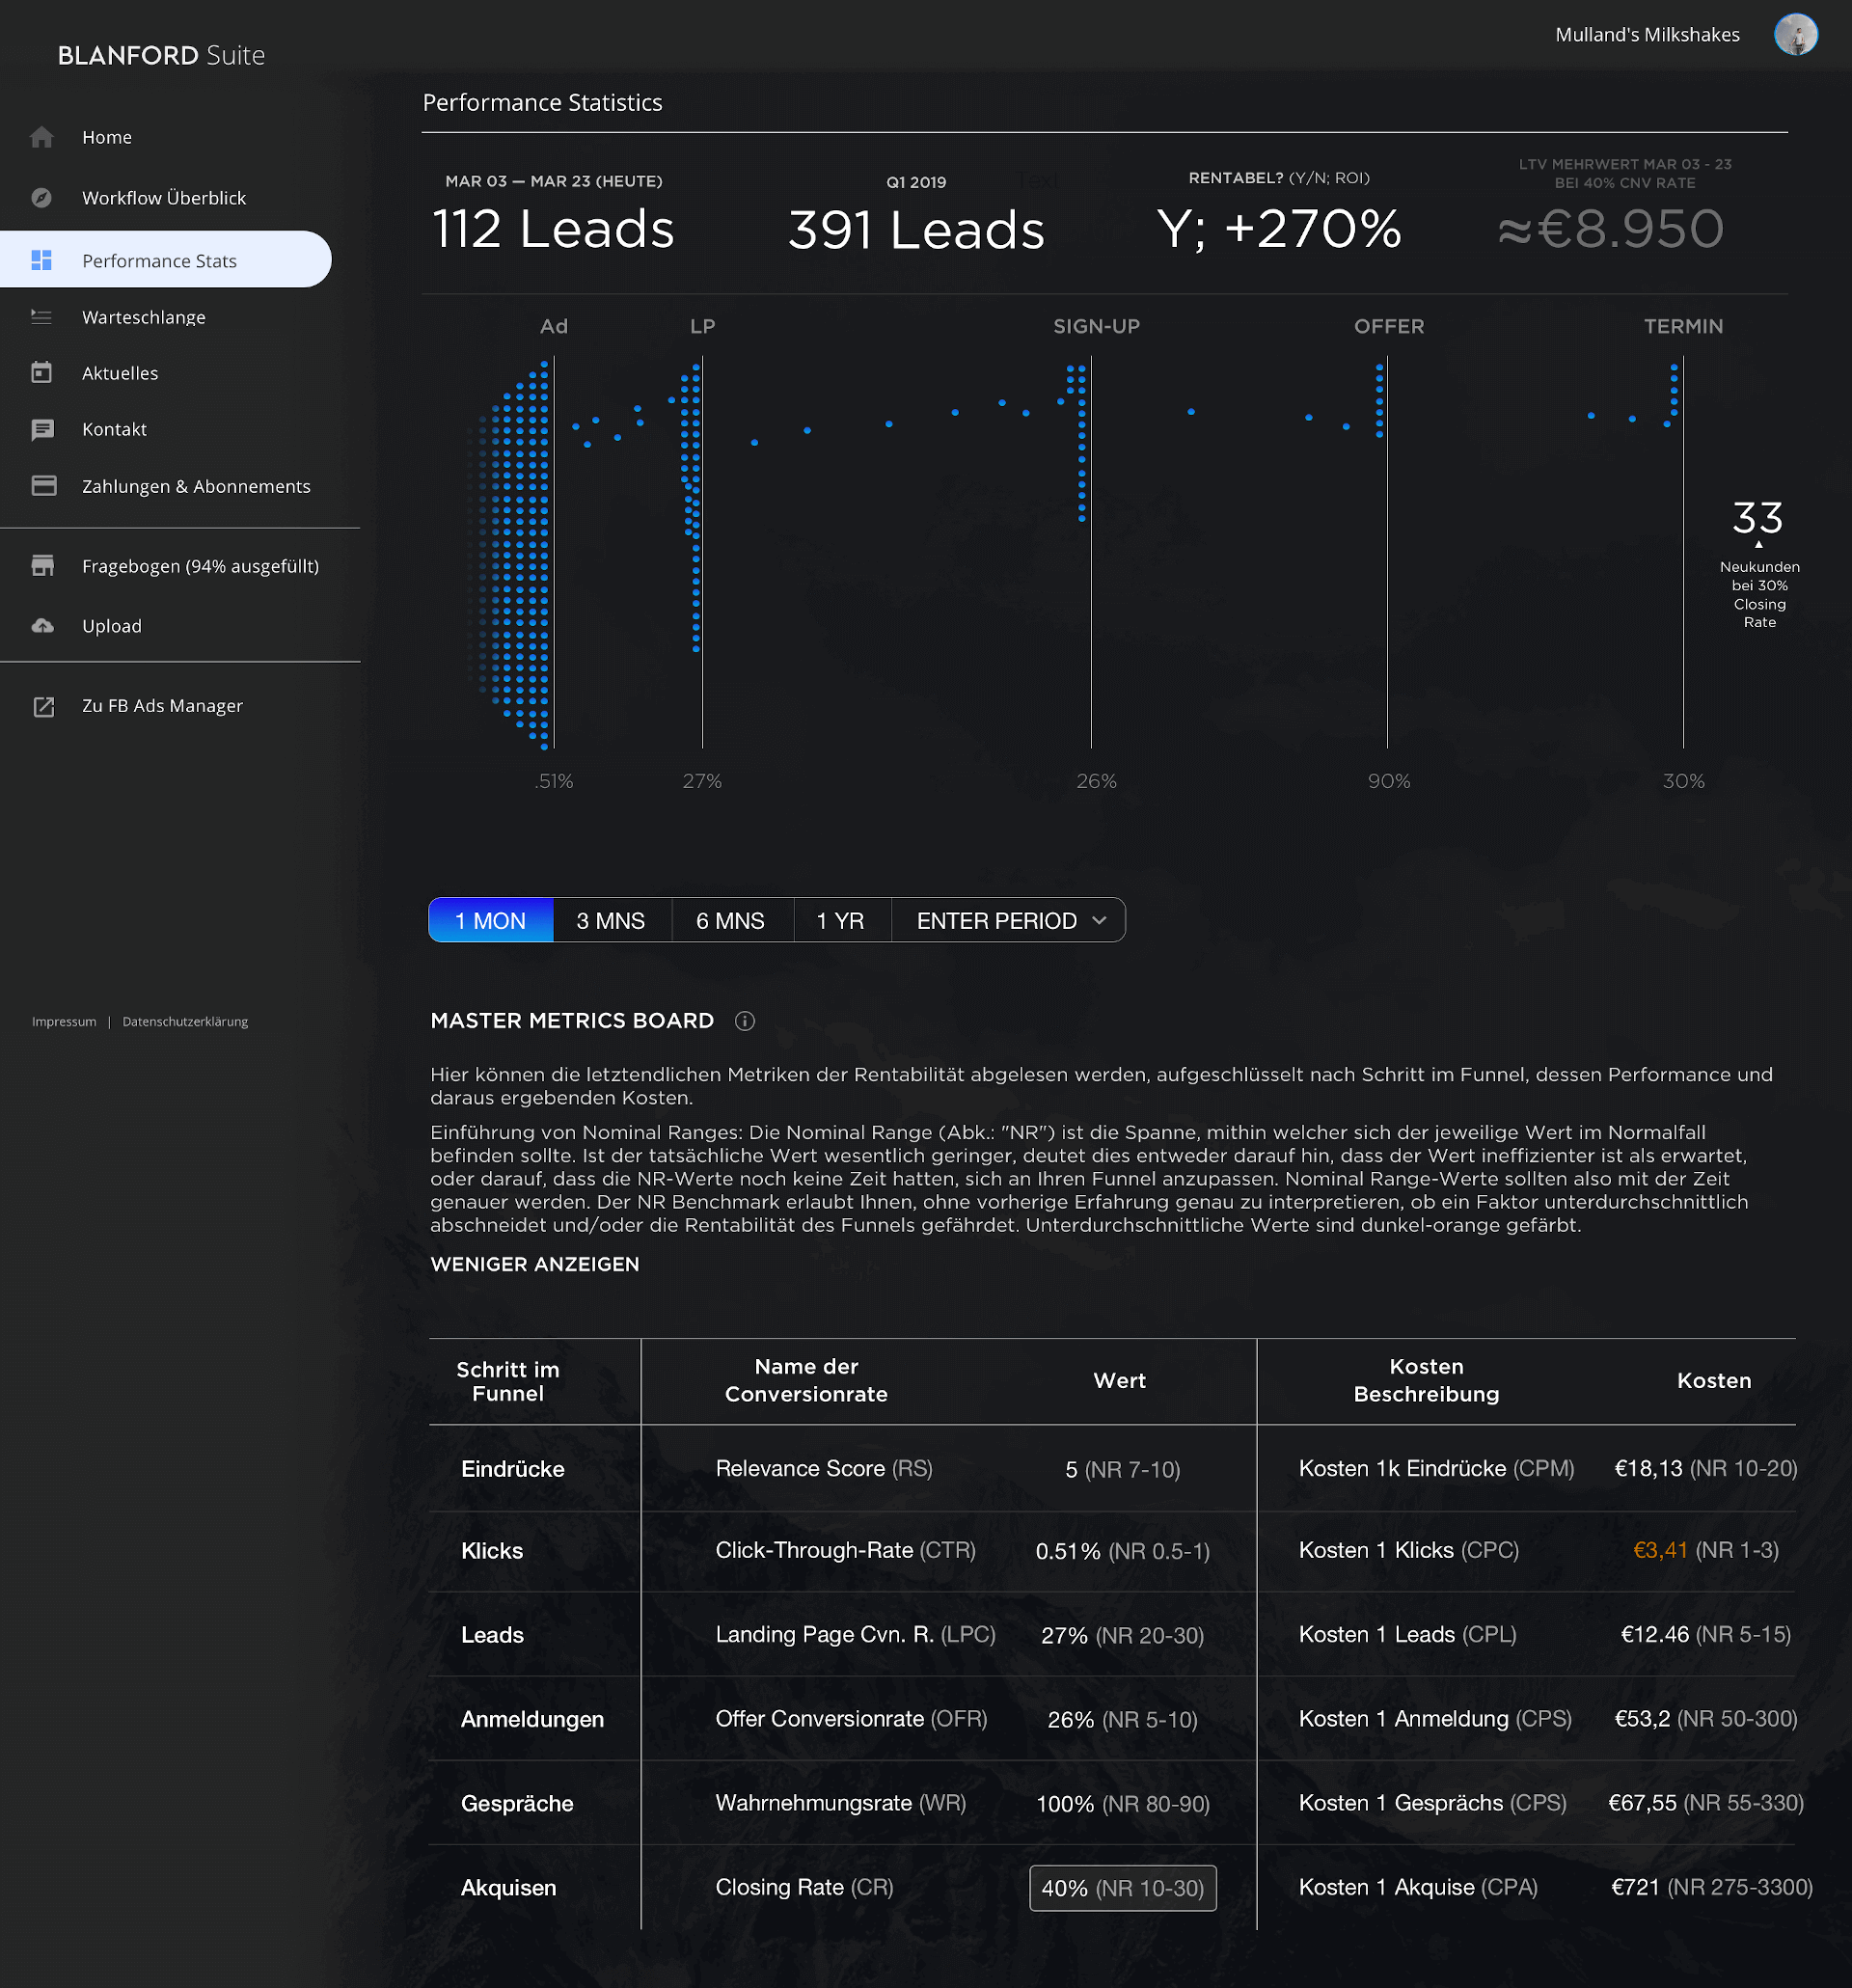 BLANFORD Suite
Mulland's Milkshakes
Home
Workflow Überblick
Performance Stats
Warteschlange
Aktuelles
Kontakt
Zahlungen & Abonnements
Fragebogen (94% ausgefüllt)
Upload
Zu FB Ads Manager
Impressum | Datenschutzerklärung
Performance Statistics
MAR 03 — MAR 23 (HEUTE)
112 Leads
Q1 2019
391 Leads
Text
RENTABEL? (Y/N; ROI)
Y; +270%
LTV MEHRWERT MAR 03 - 23
BEI 40% CNV RATE
≈€8.950
Ad
LP
SIGN-UP
OFFER
TERMIN
33
Neukunden
bei 30%
Closing
Rate
.51%
27%
26%
90%
30%
1 MON
3 MNS
6 MNS
1 YR
ENTER PERIOD
MASTER METRICS BOARD
Hier können die letztendlichen Metriken der Rentabilität abgelesen werden, aufgeschlüsselt nach Schritt im Funnel, dessen Performance und
daraus ergebenden Kosten.
Einführung von Nominal Ranges: Die Nominal Range (Abk.: "NR") ist die Spanne, mithin welcher sich der jeweilige Wert im Normalfall
befinden sollte. Ist der tatsächliche Wert wesentlich geringer, deutet dies entweder darauf hin, dass der Wert ineffizienter ist als erwartet,
oder darauf, dass die NR-Werte noch keine Zeit hatten, sich an Ihren Funnel anzupassen. Nominal Range-Werte sollten also mit der Zeit
genauer werden. Der NR Benchmark erlaubt Ihnen, ohne vorherige Erfahrung genau zu interpretieren, ob ein Faktor unterdurchschnittlich
abschneidet und/oder die Rentabilität des Funnels gefährdet. Unterdurchschnittliche Werte sind dunkel-orange gefärbt.
WENIGER ANZEIGEN
Schritt im
Funnel
Name der
Conversionrate
Wert
Kosten
Beschreibung
Kosten
Eindrücke
Relevance Score (RS)
5 (NR 7-10)
Kosten 1k Eindrücke (CPM)
€18,13 (NR 10-20)
Klicks
Click-Through-Rate (CTR)
0.51% (NR 0.5-1)
Kosten 1 Klicks (CPC)
€3,41 (NR 1-3)
Leads
Landing Page Cvn. R. (LPC)
27% (NR 20-30)
Kosten 1 Leads (CPL)
€12.46 (NR 5-15)
Anmeldungen
Offer Conversionrate (OFR)
26% (NR 5-10)
Kosten 1 Anmeldung (CPS)
€53,2 (NR 50-300)
Gespräche
Wahrnehmungsrate (WR)
100% (NR 80-90)
Kosten 1 Gesprächs (CPS)
€67,55 (NR 55-330)
Akquisen
Closing Rate (CR)
40% (NR 10-30)
Kosten 1 Akquise (CPA)
€721 (NR 275-3300)